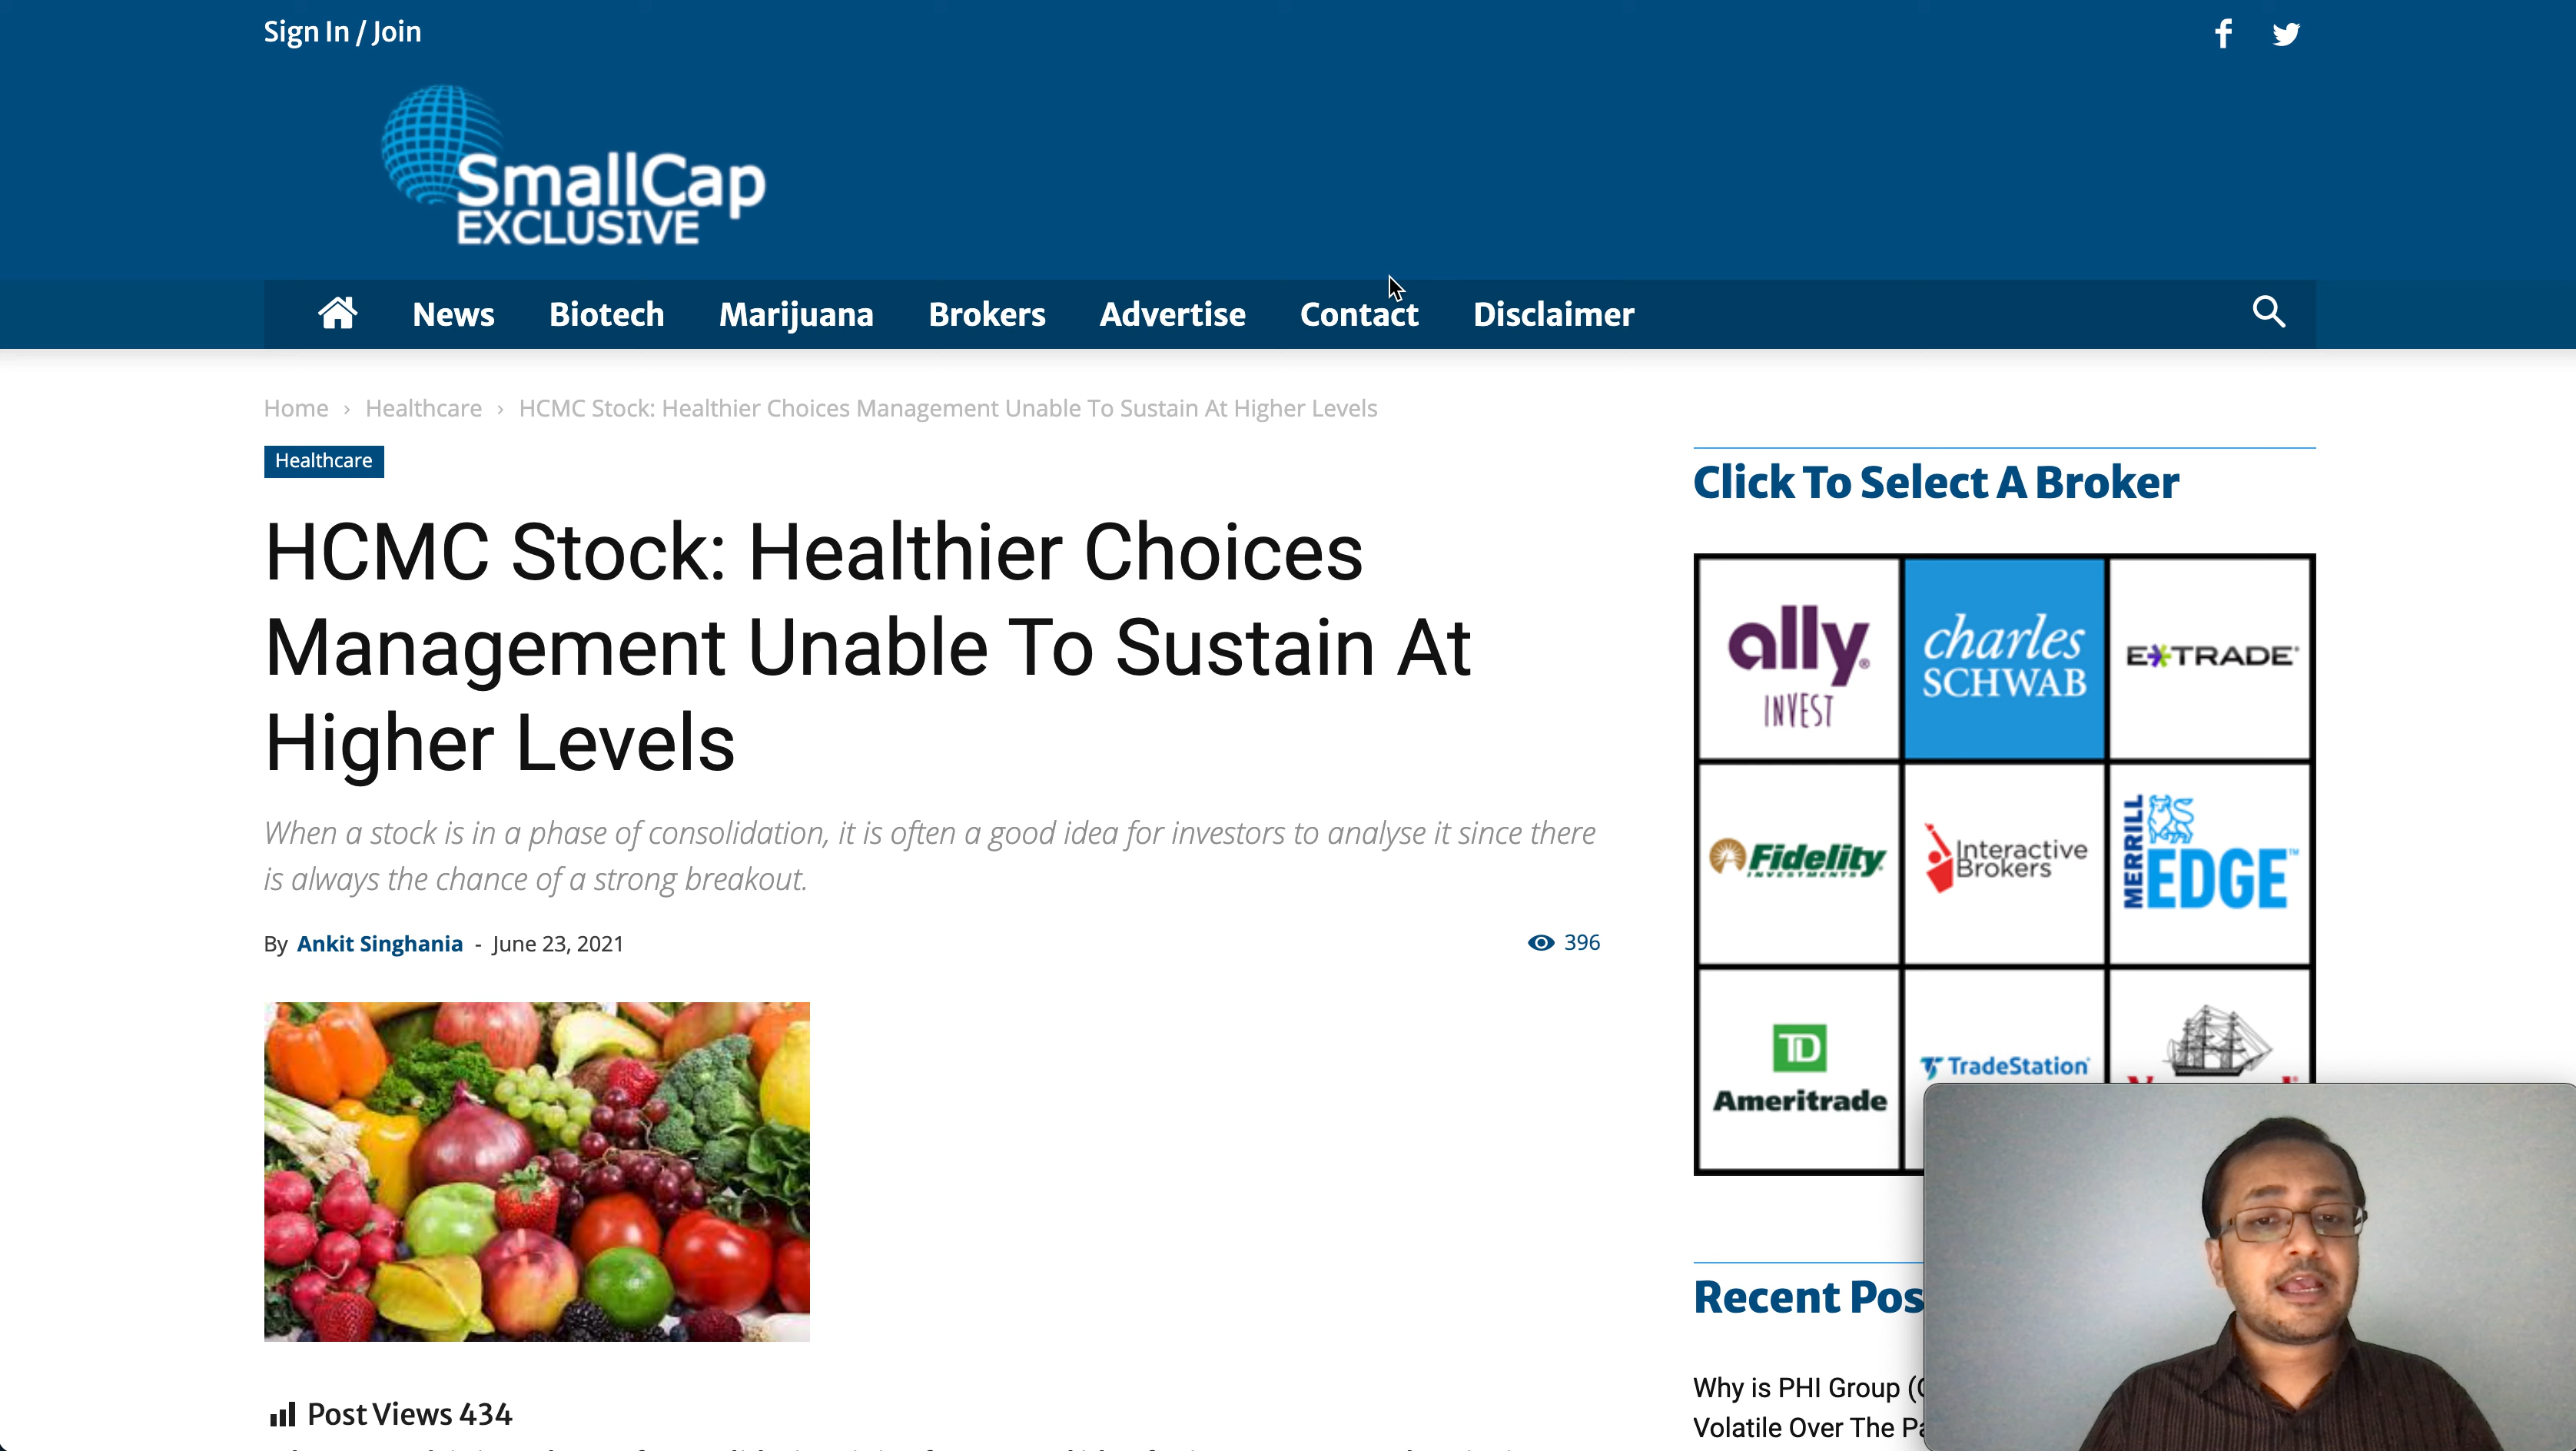 Sign In / Join
SmallCap
EXCLUSIVE
News Biotech Marijuana Brokers Advertise Contact Disclaimer
Home › Healthcare › HCMC Stock: Healthier Choices Management Unable To Sustain At Higher Levels
Healthcare
HCMC Stock: Healthier Choices
Management Unable To Sustain At
Higher Levels
When a stock is in a phase of consolidation, it is often a good idea for investors to analyse it since there
is always the chance of a strong breakout.
By Ankit Singhania - June 23, 2021
396
Post Views 434
Click To Select A Broker
ally
INVEST
charles
SCHWAB
E*TRADE
Fidelity
INVESTMENTS
Interactive
Brokers
MERRILL
EDGE
TD
Ameritrade
TradeStation
Recent Pos
Why is PHI Group (
Volatile Over The Pa